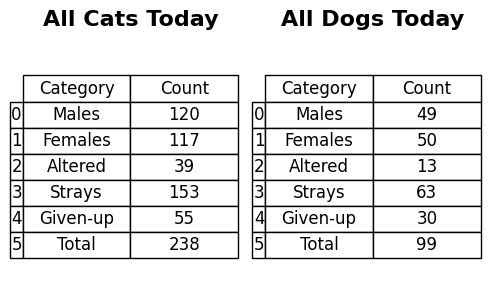 All Cats Today
Category Count
0 Males 120
1 Females 117
2 Altered 39
3 Strays 153
4 Given-up 55
5 Total 238
All Dogs Today
Category Count
0 Males 49
1 Females 50
2 Altered 13
3 Strays 63
4 Given-up 30
5 Total 99